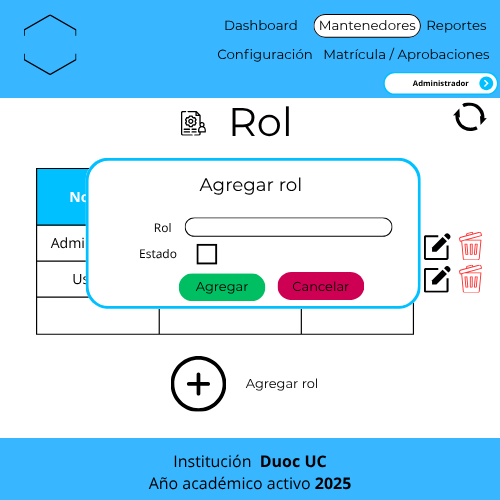 Dashboard Mantenedores Reportes
Configuración Matrícula / Aprobaciones
Administrador
Rol
Agregar rol
Rol
Estado
Agregar Cancelar
Agregar rol
Institución Duoc UC
Año académico activo 2025